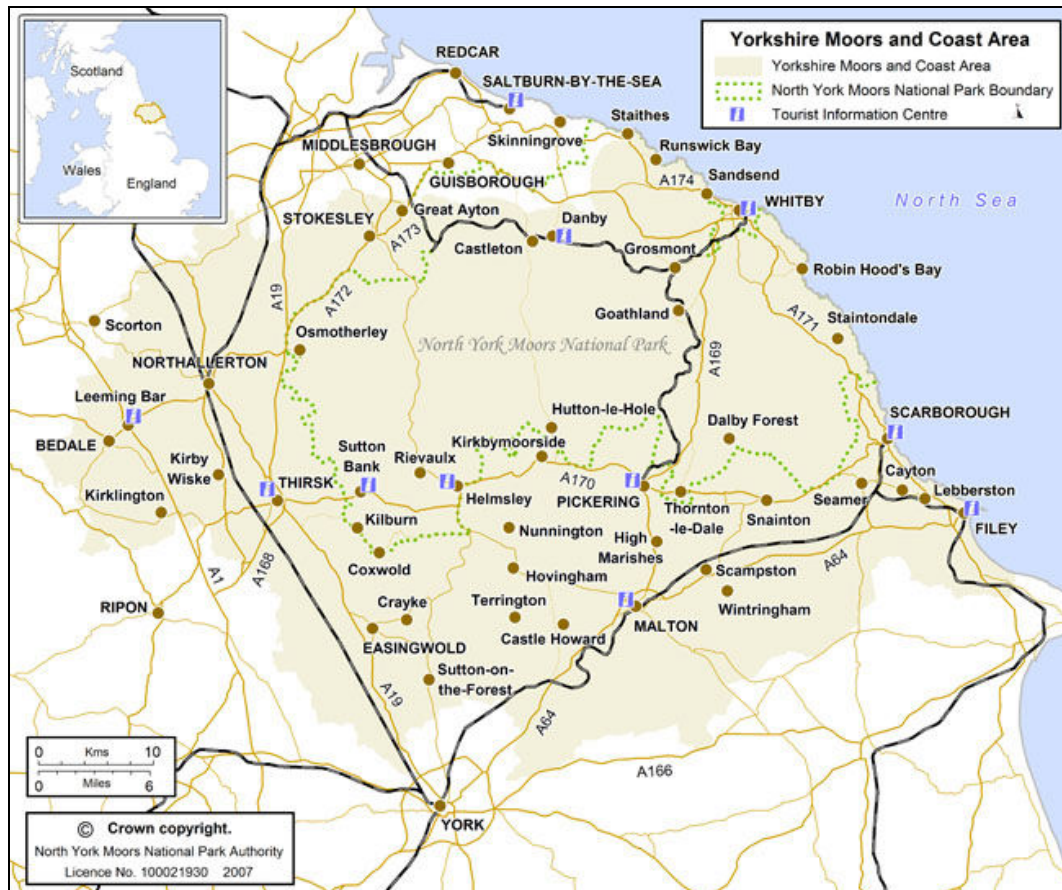 Scotland
Wales
England
Yorkshire Moors and Coast Area
Yorkshire Moors and Coast Area
North York Moors National Park Boundary
i Tourist Information Centre
REDCAR
SALTBURN-BY-THE-SEA
i
Skinningrove
Staithes
Runswick Bay
MIDDLESBROUGH
GUISBOROUGH
A174
Sandsend
WHITBY
i
North Sea
STOKESLEY
Great Ayton
A173
Danby
i
Castleton
Grosmont
Robin Hood's Bay
A19
A172
Scorton
Goathland
A171
Staintondale
Osmotherley
North York Moors National Park
A169
NORTHALLERTON
Leeming Bar
i
BEDALE
Hutton-le-Hole
Dalby Forest
SCARBOROUGH
i
Kirby
Wiske
Sutton
Bank
i
Rievaulx
Kirkbymoorside
Kirklington
THIRSK
i
Helmsley
i
A170
PICKERING
i
Thornton
-le-Dale
Snainton
Seamer
Cayton
Lebberston
FILEY
i
Kilburn
Nunnington
High
Marishes
Coxwold
A168
A1
Hovingham
Scampston
A64
RIPON
Crayke
Terrington
Wintringham
MALTON
i
EASINGWOLD
Castle Howard
Sutton-on-
the-Forest
A19
A64
A166
YORK
0 Kms 10
0 Miles 6
© Crown copyright.
North York Moors National Park Authority
Licence No. 100021930 2007